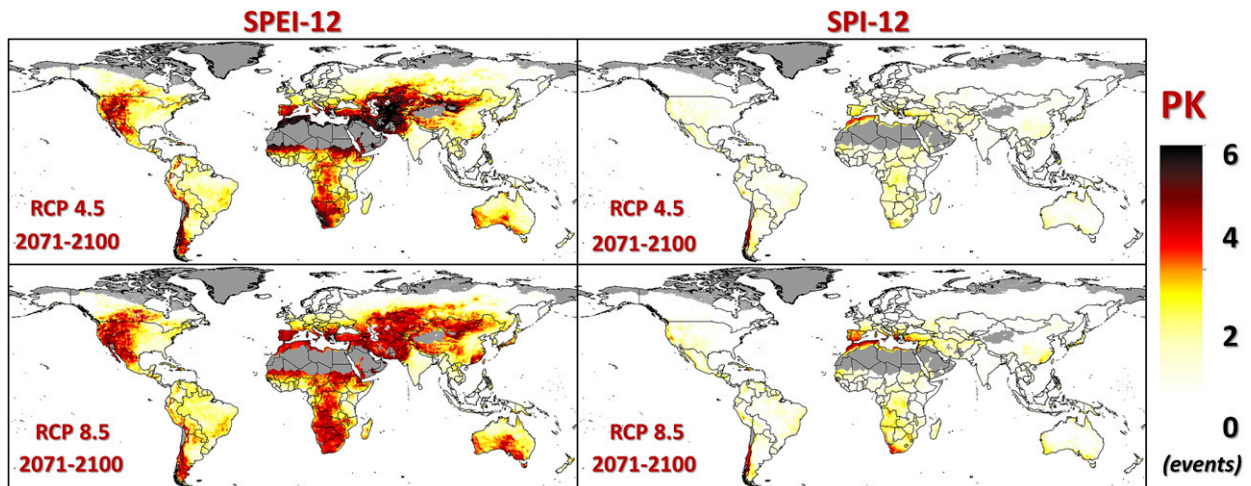 SPEI-12
SPI-12
RCP 4.5
2071-2100
RCP 4.5
2071-2100
RCP 8.5
2071-2100
RCP 8.5
2071-2100
PK
6
4
2
0
(events)